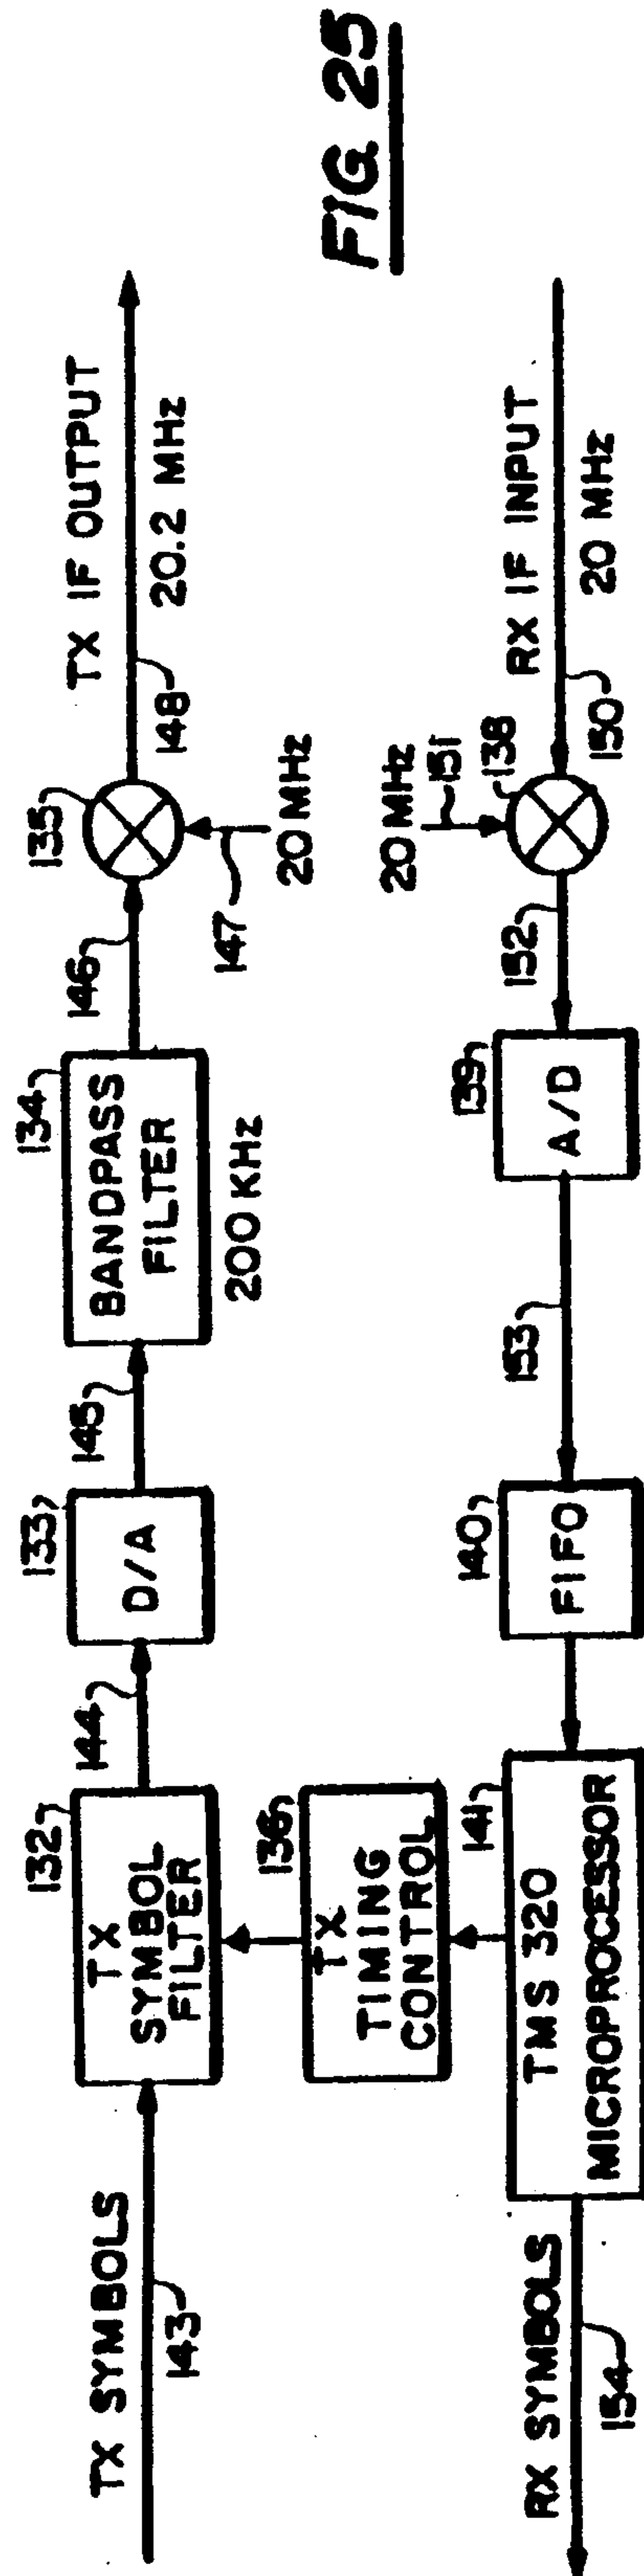 FIG. 25
TX SYMBOLS
143
132
TX
SYMBOL
FILTER
144
133
D/A
145
134
BANDPASS
FILTER
200 KHz
146
135
147
20 MHz
148
TX IF OUTPUT
20.2 MHz
136
TX
TIMING
CONTROL
RX IF INPUT
20 MHz
150
20 MHz
151
138
152
139
A/D
153
140
FIFO
141
TMS 320
MICROPROCESSOR
RX SYMBOLS
154